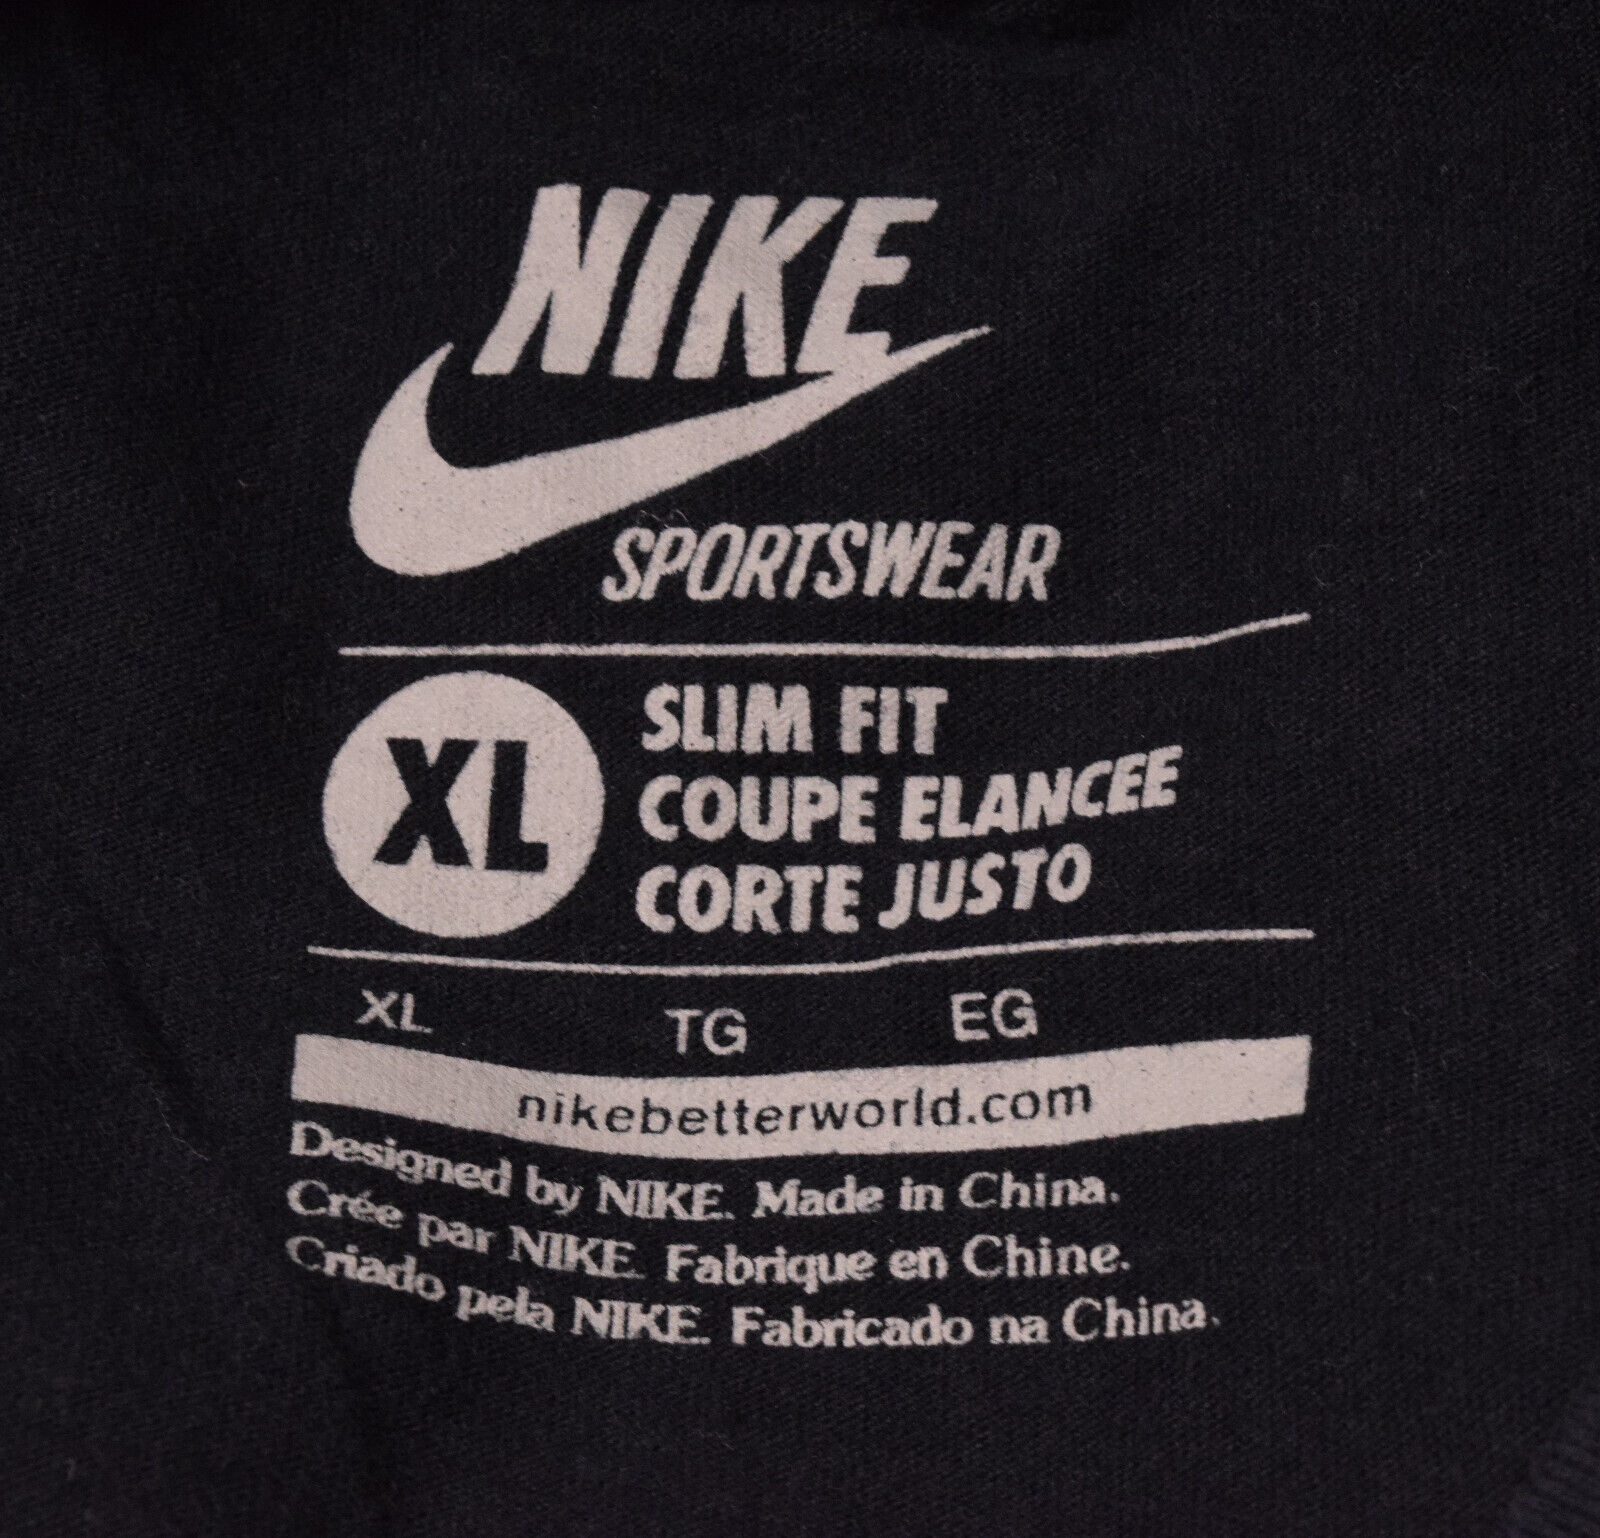 NIKE
SPORTSWEAR
XL
SLIM FIT
COUPE ELANCEE
CORTE JUSTO
XL TG EG
nikebetterworld.com
Designed by NIKE. Made in China.
Crée par NIKE. Fabrique en Chine.
Criado pela NIKE. Fabricado na China.